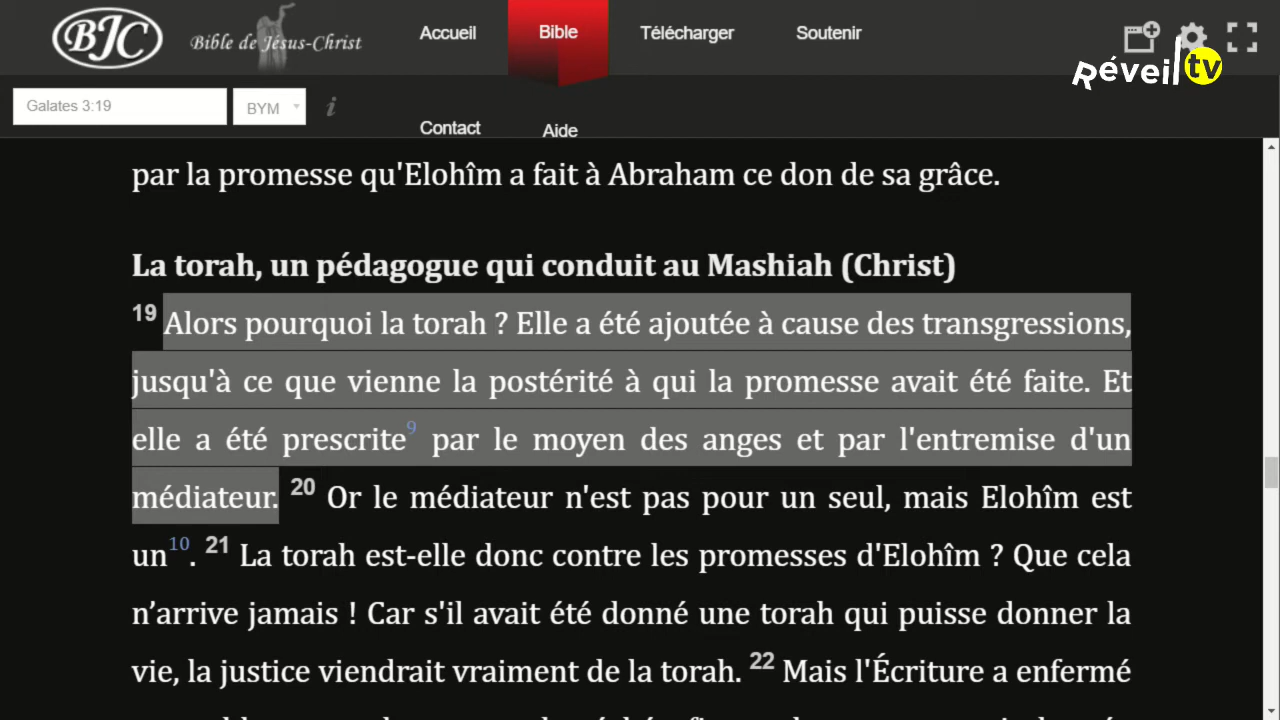 BJC
Bible de Jésus-Christ
Accueil
Bible
Télécharger
Soutenir
Réveil tv
Galates 3:19
BYM
i
Contact
Aide
par la promesse qu'Elohîm a fait à Abraham ce don de sa grâce.
La torah, un pédagogue qui conduit au Mashiah (Christ)
19 Alors pourquoi la torah ? Elle a été ajoutée à cause des transgressions,
jusqu'à ce que vienne la postérité à qui la promesse avait été faite. Et
elle a été prescrite9 par le moyen des anges et par l'entremise d'un
médiateur. 20 Or le médiateur n'est pas pour un seul, mais Elohîm est
un10. 21 La torah est-elle donc contre les promesses d'Elohîm ? Que cela
n’arrive jamais ! Car s'il avait été donné une torah qui puisse donner la
vie, la justice viendrait vraiment de la torah. 22 Mais l'Écriture a enfermé